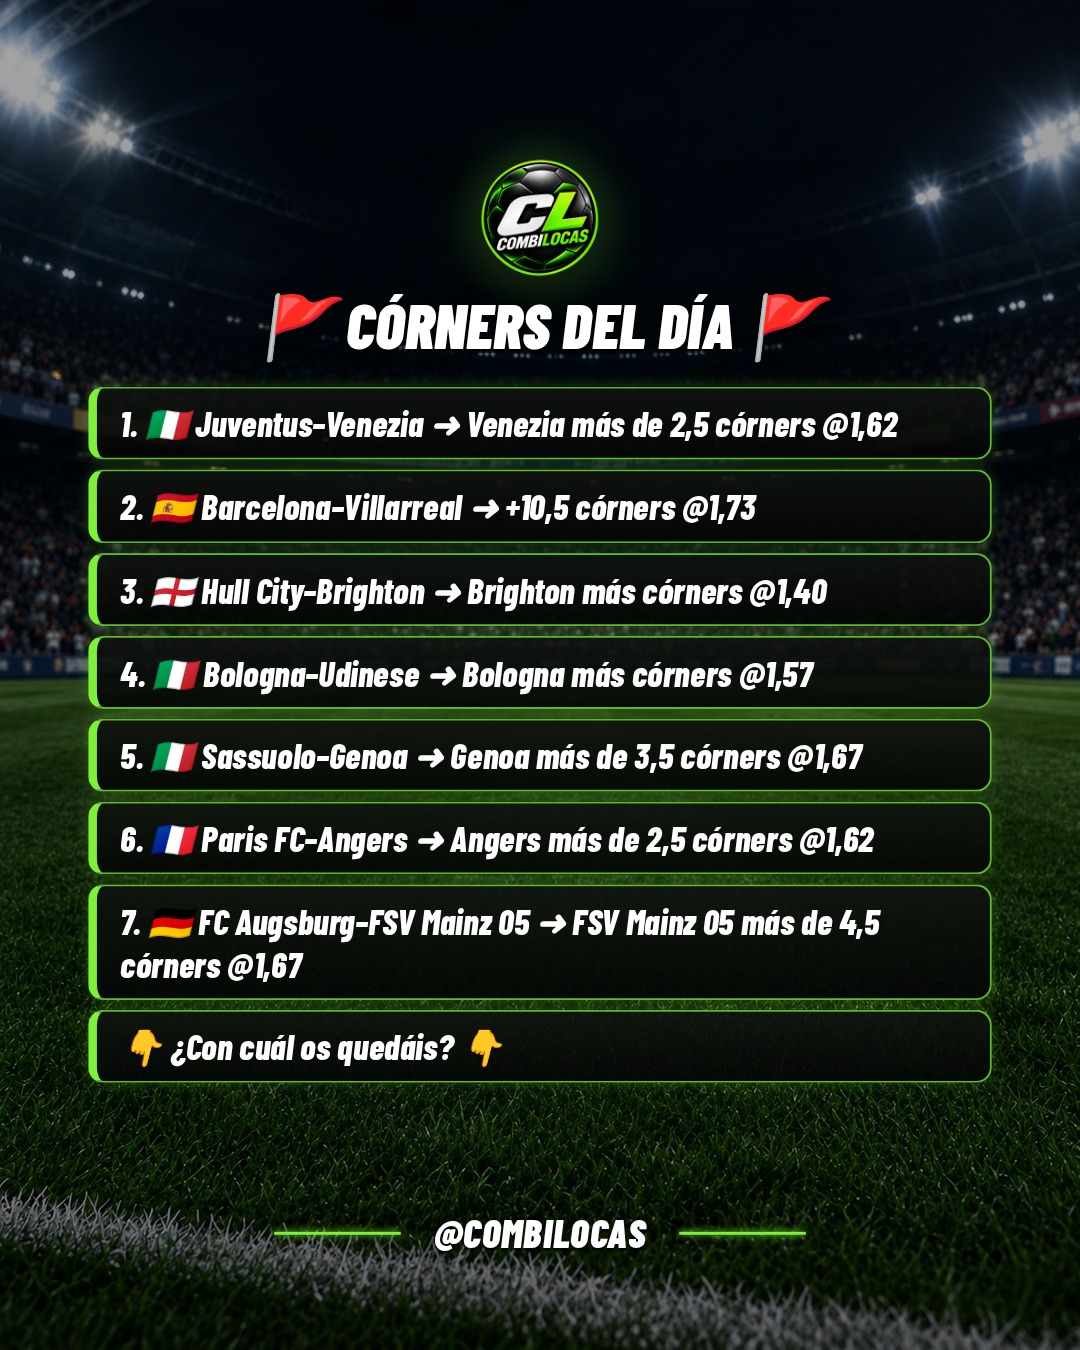 CL
COMBILOCAS
🚩 CÓRNERS DEL DÍA 🚩
1. 🇮🇹 Juventus-Venezia ➜ Venezia más de 2,5 córners @1,62
2. 🇪🇸 Barcelona-Villarreal ➜ +10,5 córners @1,73
3. 🏴󠁧󠁢󠁥󠁮󠁧󠁿 Hull City-Brighton ➜ Brighton más córners @1,40
4. 🇮🇹 Bologna-Udinese ➜ Bologna más córners @1,57
5. 🇮🇹 Sassuolo-Genoa ➜ Genoa más de 3,5 córners @1,67
6. 🇫🇷 Paris FC-Angers ➜ Angers más de 2,5 córners @1,62
7. 🇩🇪 FC Augsburg-FSV Mainz 05 ➜ FSV Mainz 05 más de 4,5
córners @1,67
👇 ¿Con cuál os quedáis? 👇
@COMBILOCAS